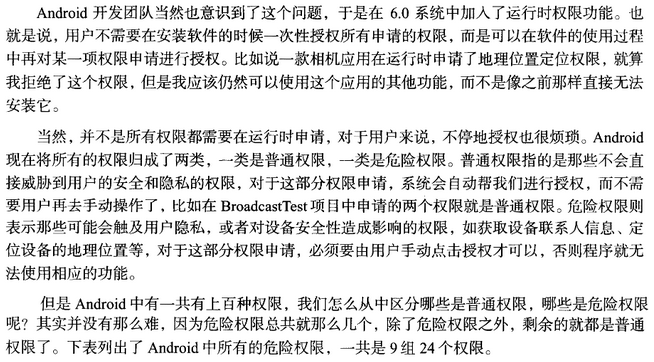 Android 开发团队当然也意识到了这个问题，于是在 6.0 系统中加入了运行时权限功能。也
就是说，用户不需要在安装软件的时候一次性授权所有申请的权限，而是可以在软件的使用过程
中再对某一项权限申请进行授权。比如说一款相机应用在运行时申请了地理位置定位权限，就算
我拒绝了这个权限，但是我应该仍然可以使用这个应用的其他功能，而不是像之前那样直接无法
安装它。
当然，并不是所有权限都需要在运行时申请，对于用户来说，不停地授权也很烦琐。Android
现在将所有的权限归成了两类，一类是普通权限，一类是危险权限。普通权限指的是那些不会直
接威胁到用户的安全和隐私的权限，对于这部分权限申请，系统会自动帮我们进行授权，而不需
要用户再去手动操作了，比如在 BroadcastTest 项目中申请的两个权限就是普通权限。危险权限则
表示那些可能会触及用户隐私，或者对设备安全性造成影响的权限，如获取设备联系人信息、定
位设备的地理位置等，对于这部分权限申请，必须要由用户手动点击授权才可以，否则程序就无
法使用相应的功能。
但是 Android 中有一共有上百种权限，我们怎么从中区分哪些是普通权限，哪些是危险权限
呢？其实并没有那么难，因为危险权限总共就那么几个，除了危险权限之外，剩余的就都是普通
权限了。下表列出了 Android 中所有的危险权限，一共是 9 组 24 个权限。